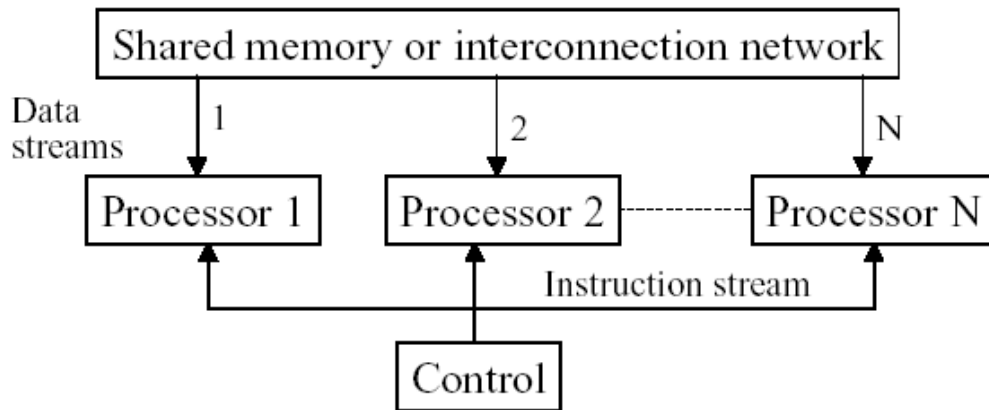 Shared memory or interconnection network
Data
streams
1
2
N
Processor 1
Processor 2
Processor N
Instruction stream
Control